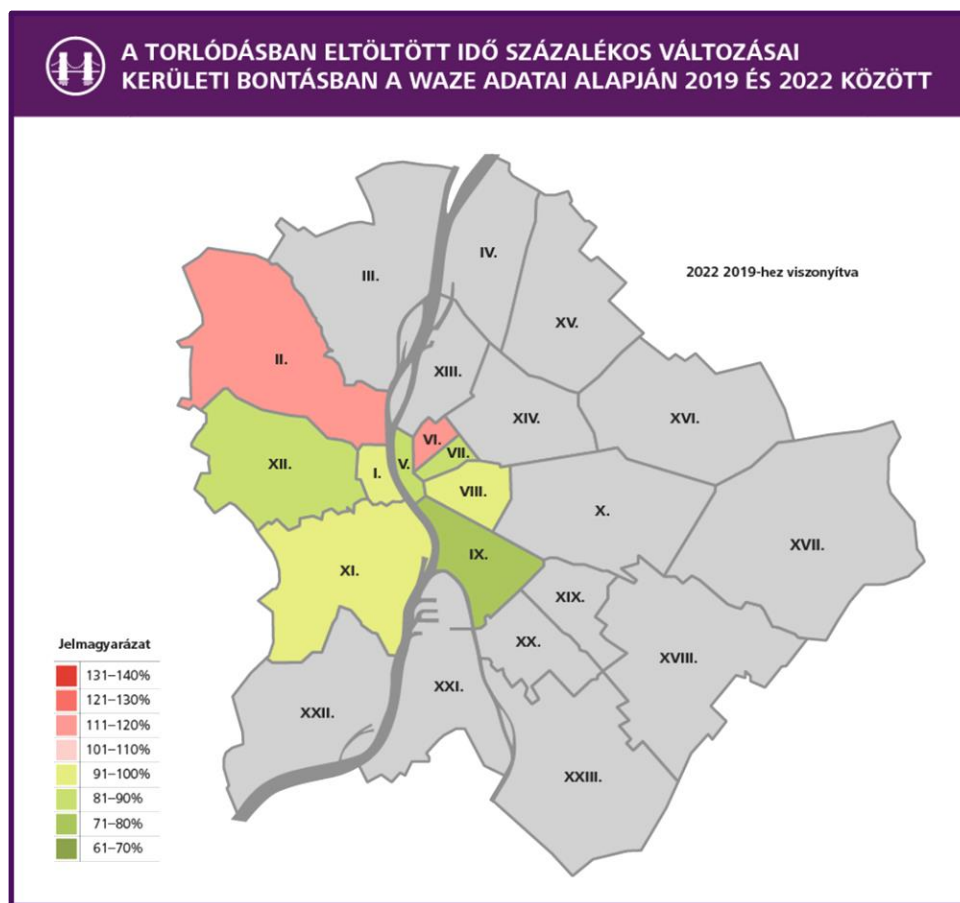 A TORLÓDÁSBAN ELTÖLTÖTT IDŐ SZÁZALÉKOS VÁLTOZÁSAI
KERÜLETI BONTÁSBAN A WAZE ADATAI ALAPJÁN 2019 ÉS 2022 KÖZÖTT
2022 2019-hez viszonyítva
III.
IV.
XV.
II.
XIII.
XIV.
XVI.
VI.
VII.
XII.
I.
V.
VIII.
X.
XVII.
IX.
XI.
XIX.
XX.
XVIII.
XXI.
XXII.
XXIII.
Jelmagyarázat
131–140%
121–130%
111–120%
101–110%
91–100%
81–90%
71–80%
61–70%